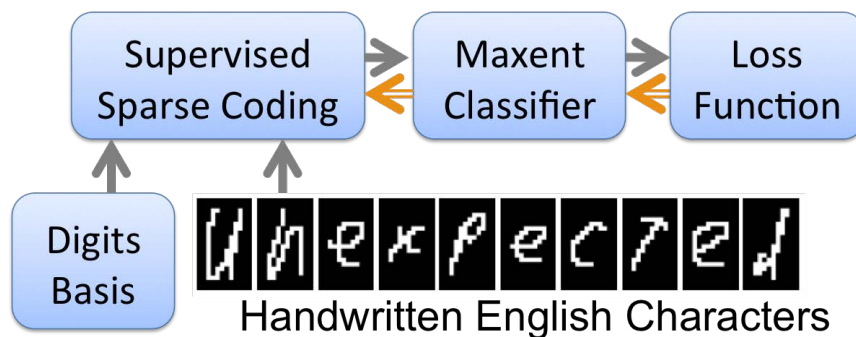 Supervised
Sparse Coding
Maxent
Classifier
Loss
Function
Digits
Basis
Unexpected
Handwritten English Characters